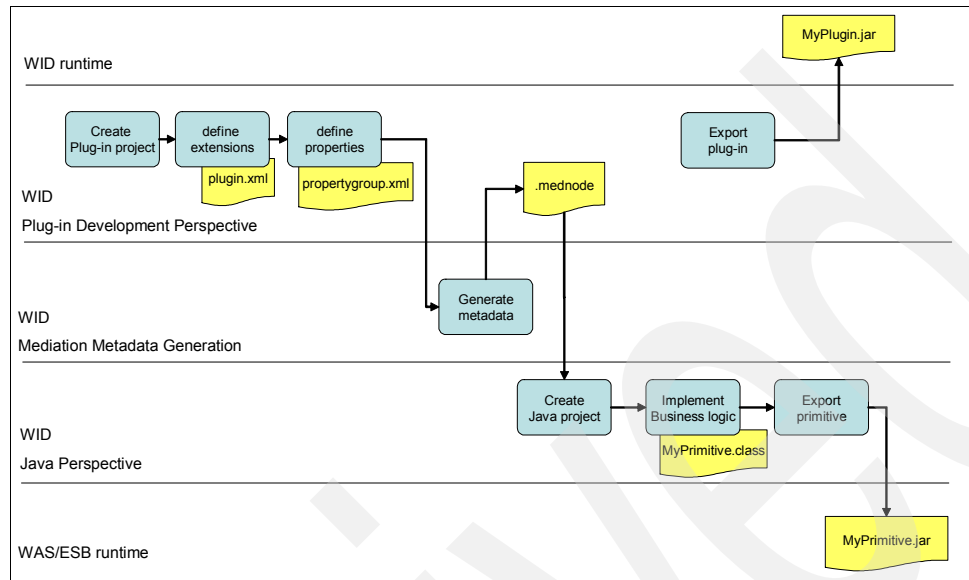 MyPlugin.jar
WID runtime
Create
Plug-in project
define
extensions
define
properties
Export
plug-in
plugin.xml
propertygroup.xml
.mednode
WID
Plug-in Development Perspective
Generate
metadata
WID
Mediation Metadata Generation
Create
Java project
Implement
Business logic
Export
primitive
MyPrimitive.class
WID
Java Perspective
MyPrimitive.jar
WAS/ESB runtime